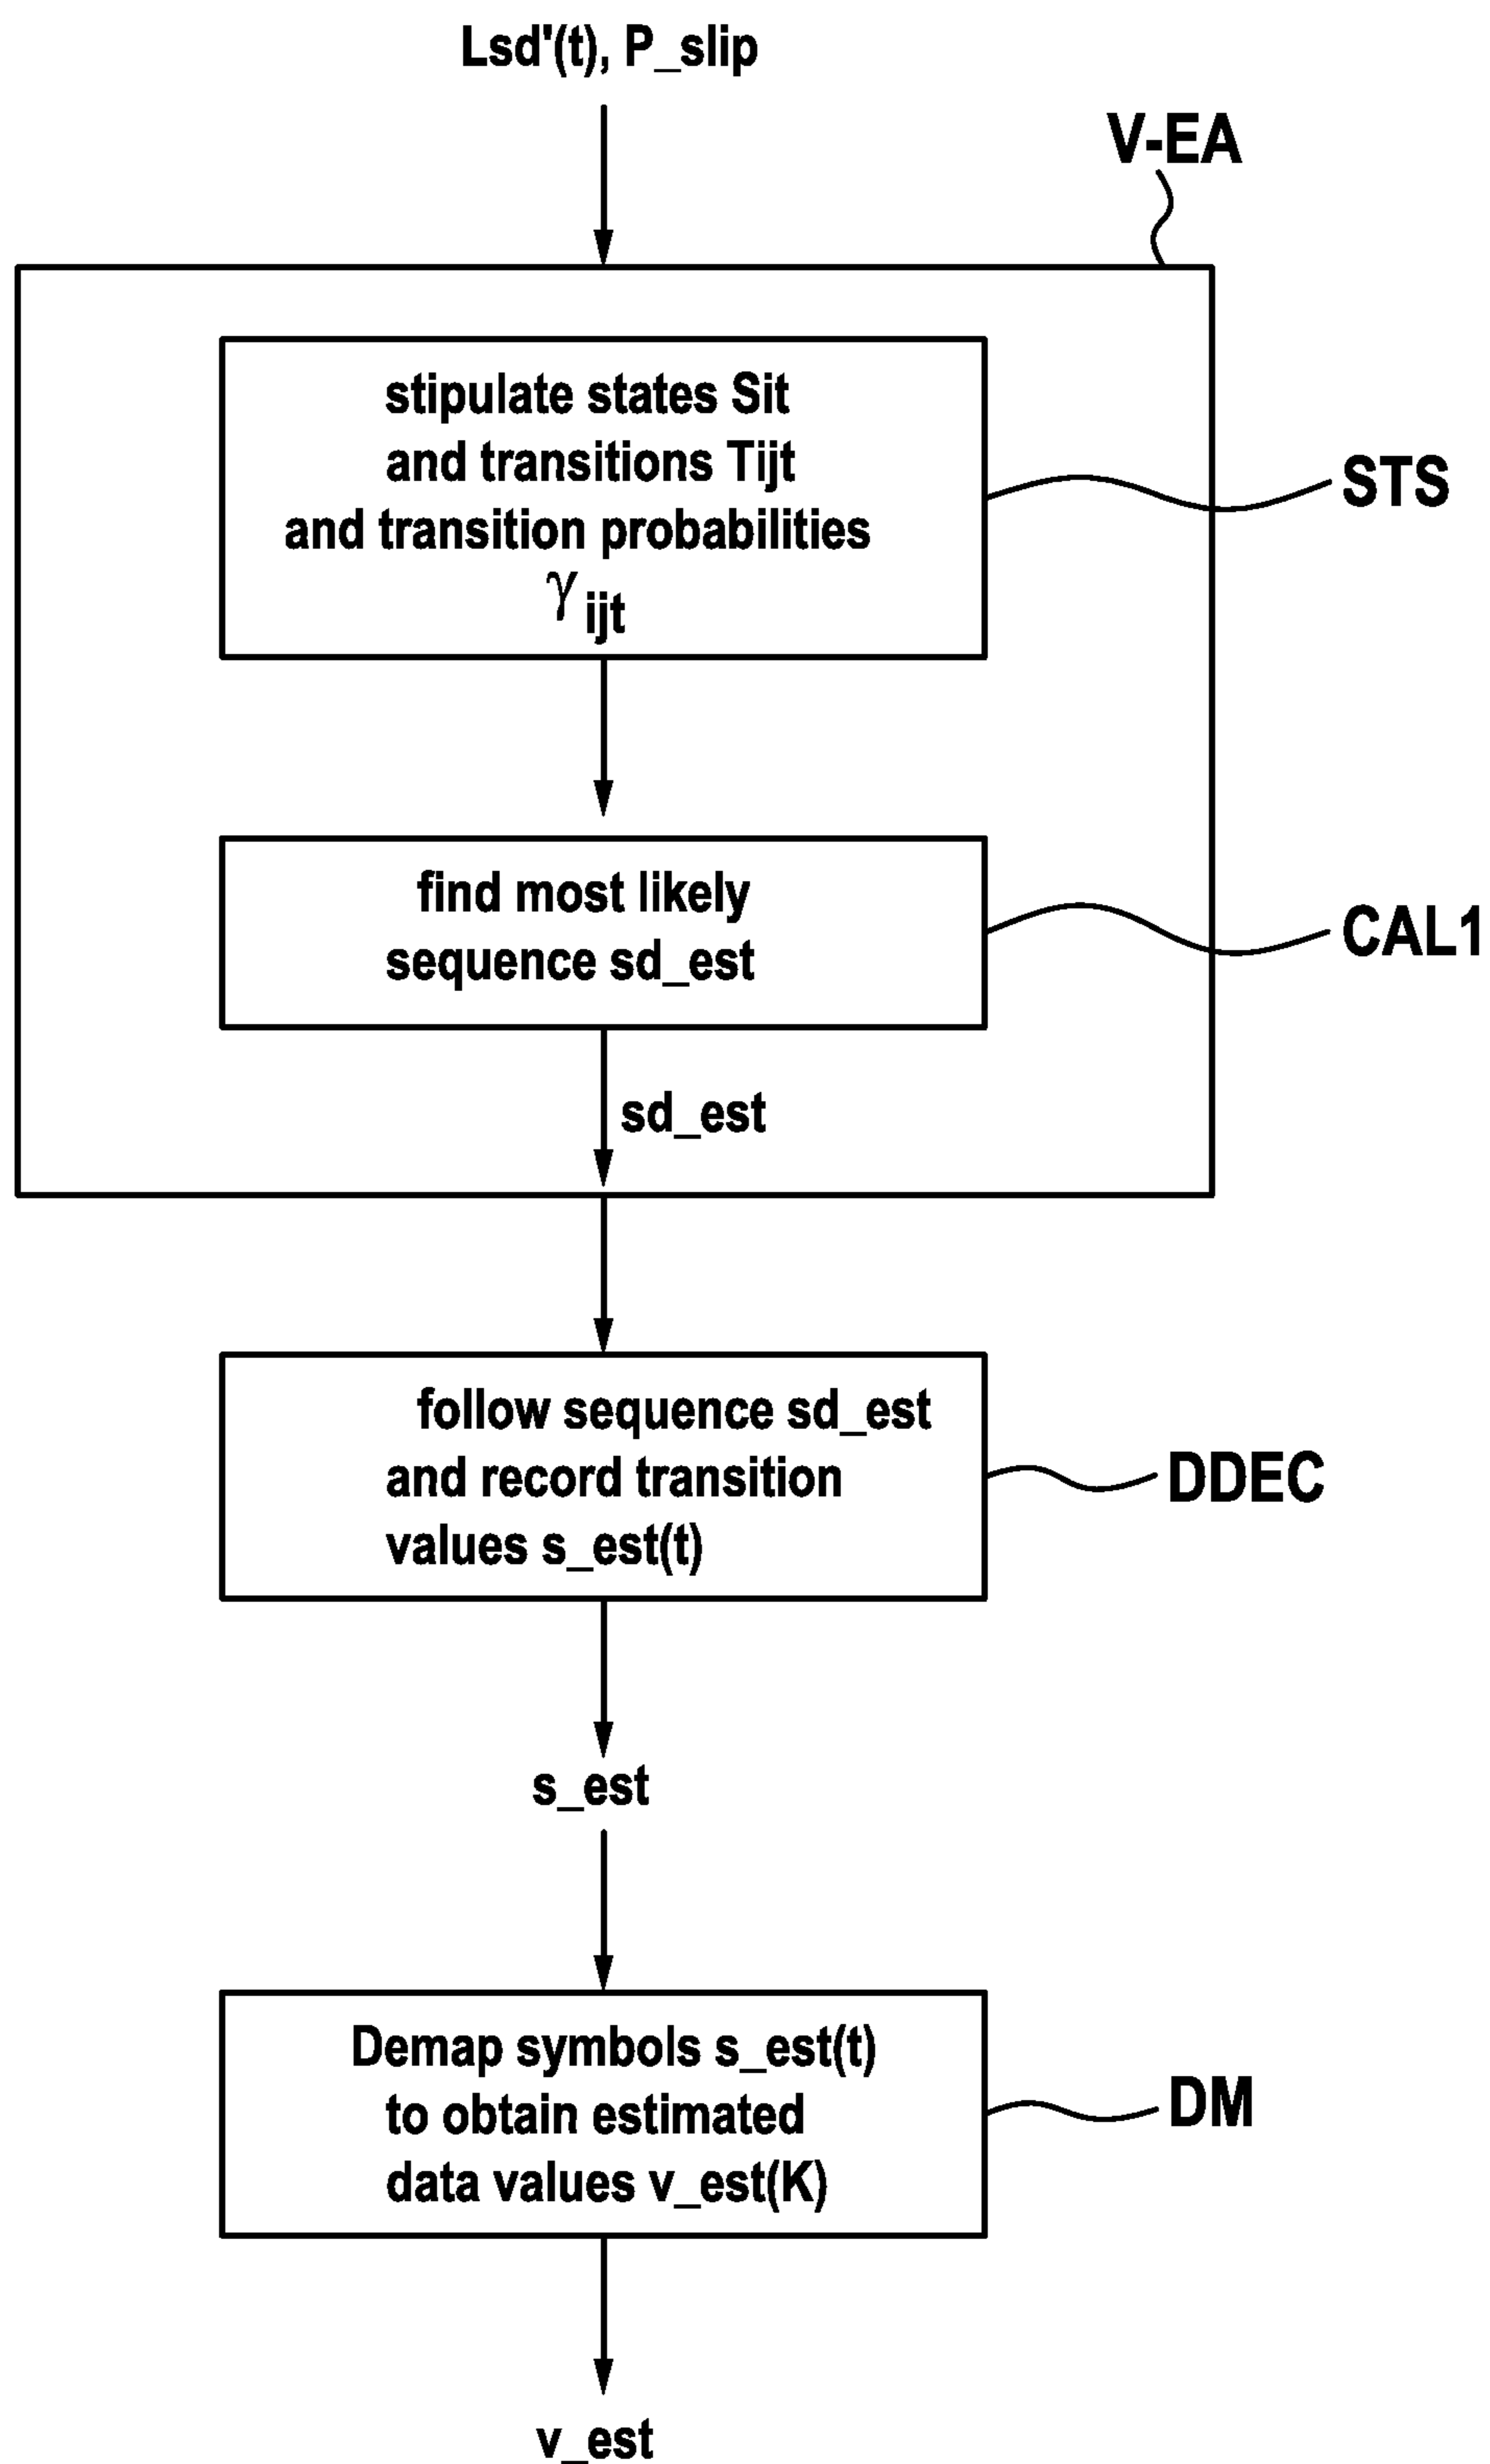 Lsd'(t), P_slip
V-EA
stipulate states Sit
and transitions Tijt
and transition probabilities
γijt
STS
find most likely
sequence sd_est
CAL1
sd_est
follow sequence sd_est
and record transition
values s_est(t)
DDEC
s_est
Demap symbols s_est(t)
to obtain estimated
data values v_est(K)
DM
v_est